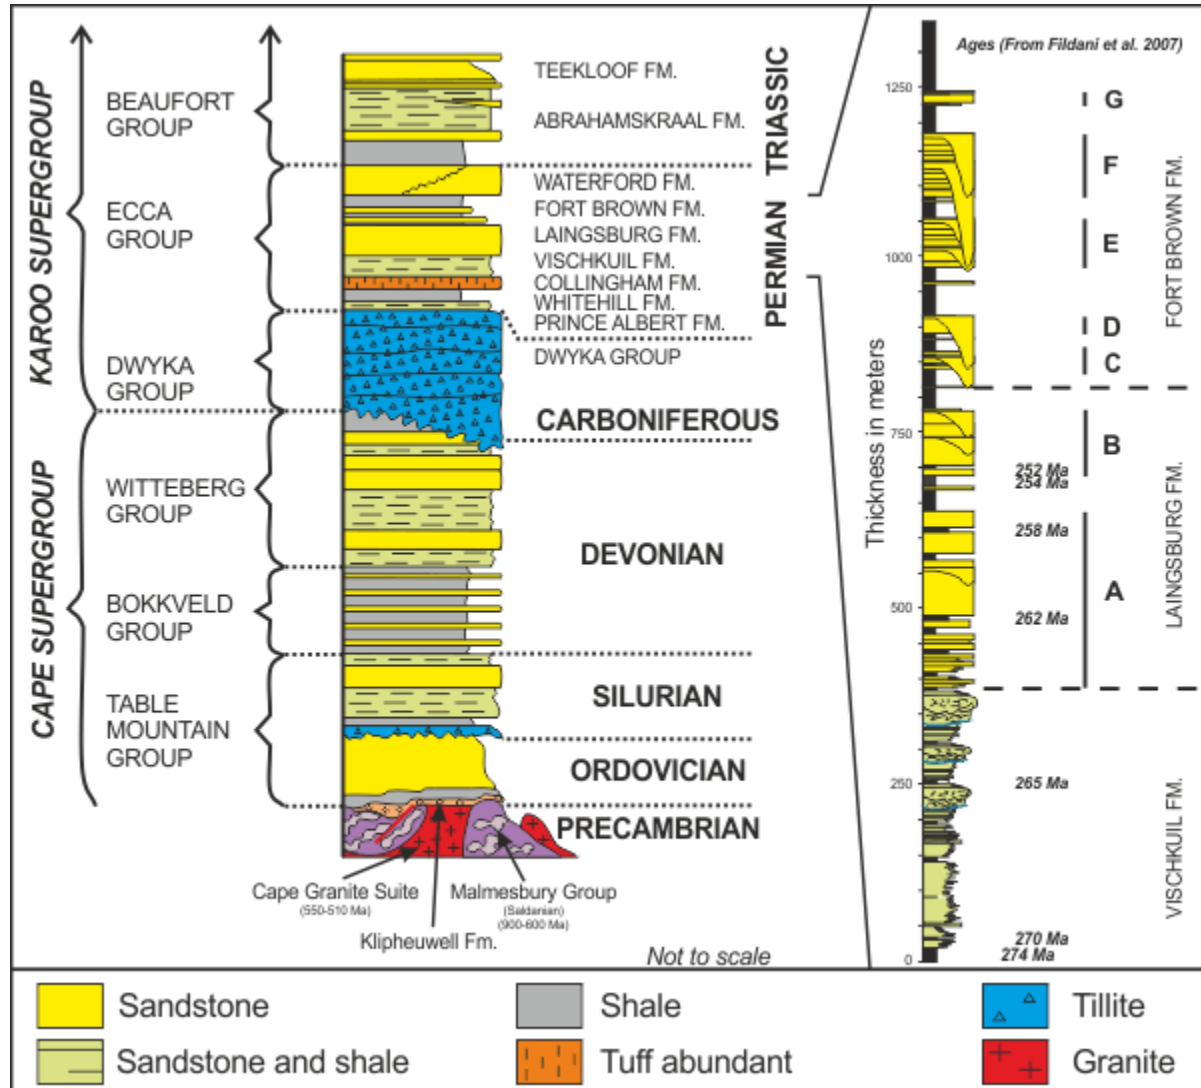 KAROO SUPERGROUP
CAPE SUPERGROUP
BEAUFORT
GROUP
ECCA
GROUP
DWYKA
GROUP
WITTEBERG
GROUP
BOKKVELD
GROUP
TABLE
MOUNTAIN
GROUP
TEEKLOOF FM.
ABRAHAMSKRAAL FM.
WATERFORD FM.
FORT BROWN FM.
LAINGSBURG FM.
VISCHKUIL FM.
COLLINGHAM FM.
WHITEHILL FM.
PRINCE ALBERT FM.
DWYKA GROUP
TRIASSIC
PERMIAN
CARBONIFEROUS
DEVONIAN
SILURIAN
ORDOVICIAN
PRECAMBRIAN
Cape Granite Suite
(550-510 Ma)
Malmesbury Group
(Saldanian)
(900-600 Ma)
Klipheuwell Fm.
Not to scale
Ages (From Fildani et al. 2007)
Thickness in meters
1250
1000
750
500
250
0
G
F
E
D
C
B
A
252 Ma
254 Ma
258 Ma
262 Ma
265 Ma
270 Ma
274 Ma
FORT BROWN FM.
LAINGSBURG FM.
VISCHKUIL FM.
Sandstone
Shale
Tillite
Sandstone and shale
Tuff abundant
Granite